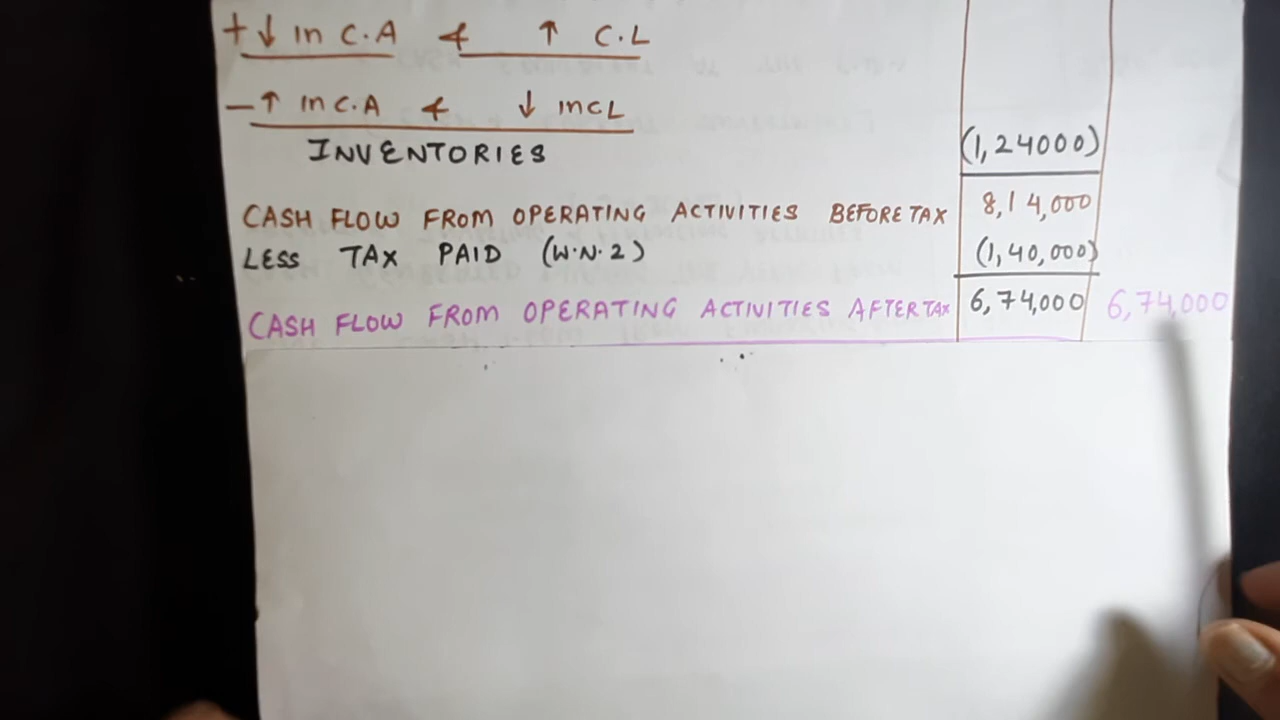 +↓ in C.A & ↑ C.L
-↑ in C.A & ↓ in CL
INVENTORIES (1,24000)
CASH FLOW FROM OPERATING ACTIVITIES BEFORE TAX 8,14,000
LESS TAX PAID (W.N.2) (1,40,000)
CASH FLOW FROM OPERATING ACTIVITIES AFTER TAX 6,74,000 6,74,000